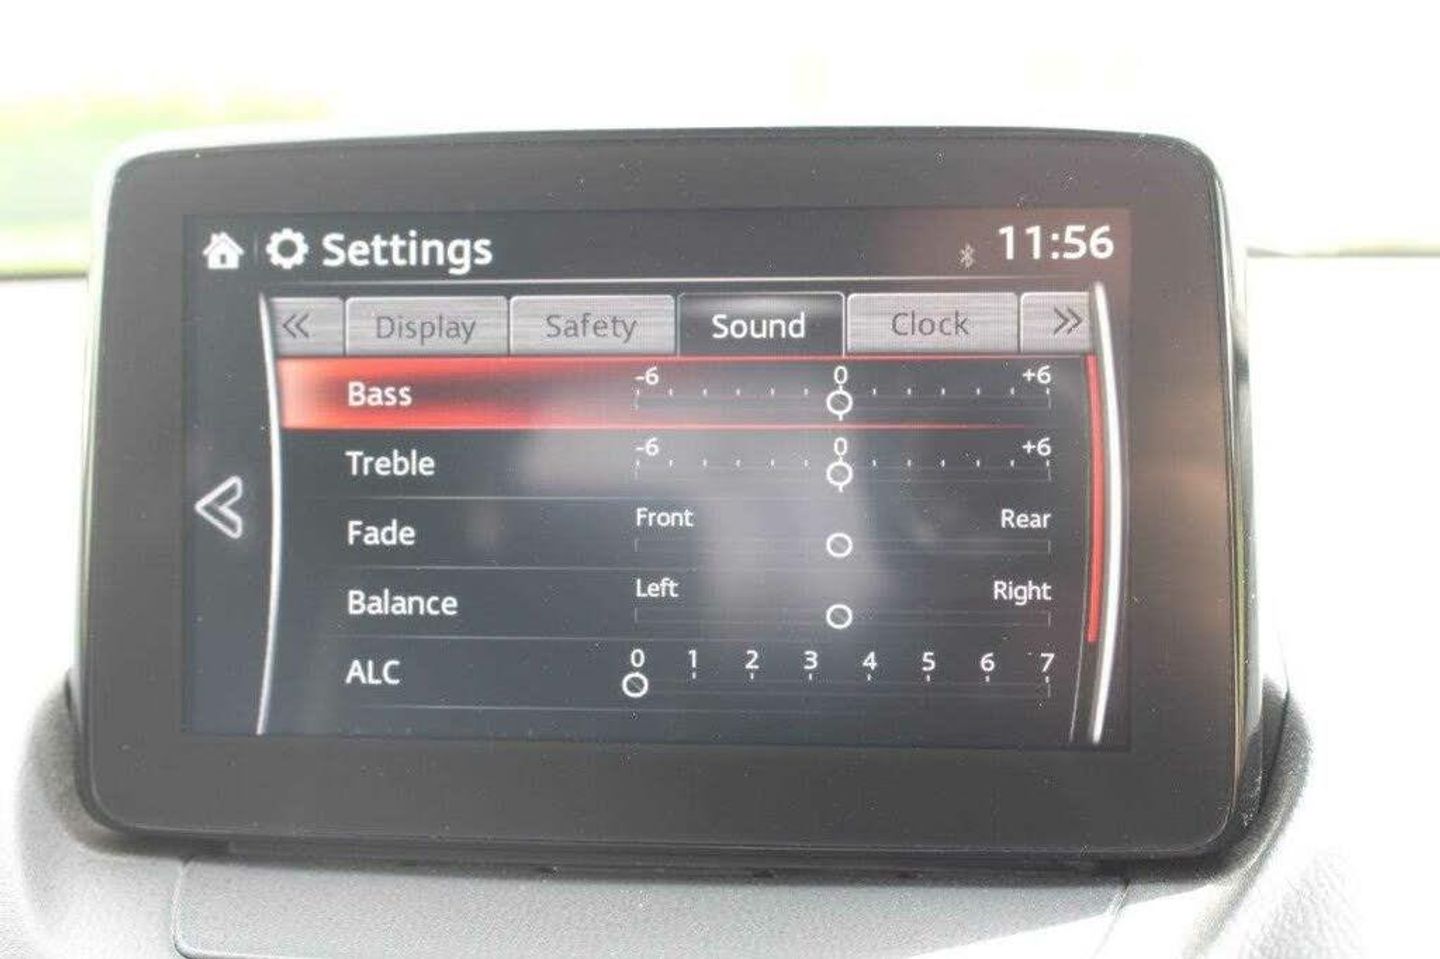 Settings 11:56
« Display Safety Sound Clock »
Bass -6 0 +6
Treble -6 0 +6
Fade Front Rear
Balance Left Right
ALC 0 1 2 3 4 5 6 7